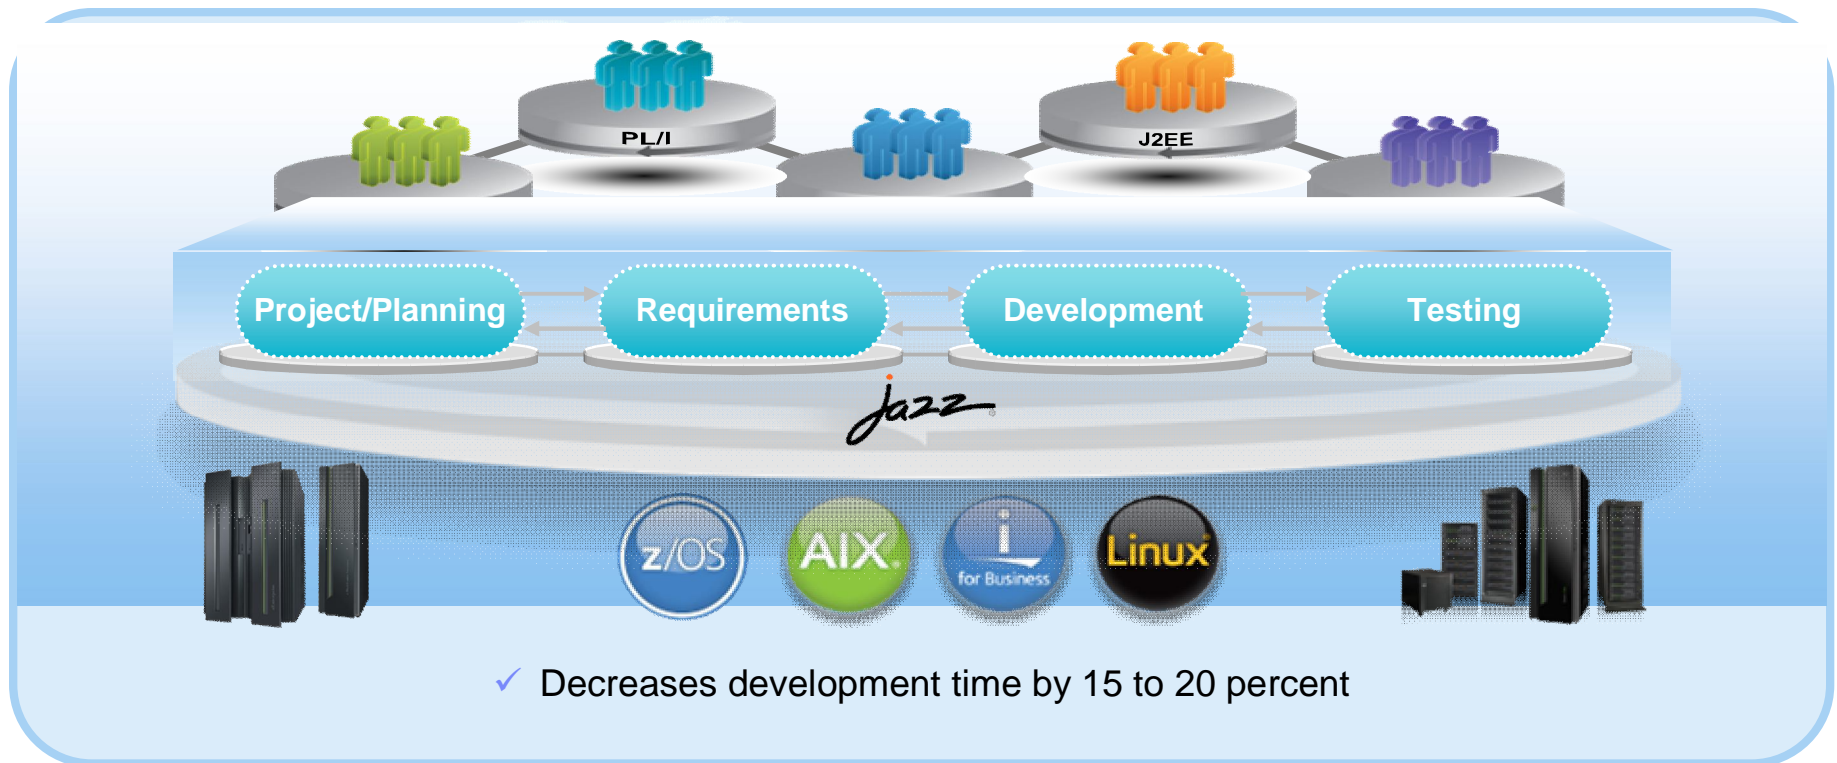 PL/I
J2EE
Project/Planning
Requirements
Development
Testing
jazz
z/OS
AIX
i
for Business
Linux
✓ Decreases development time by 15 to 20 percent